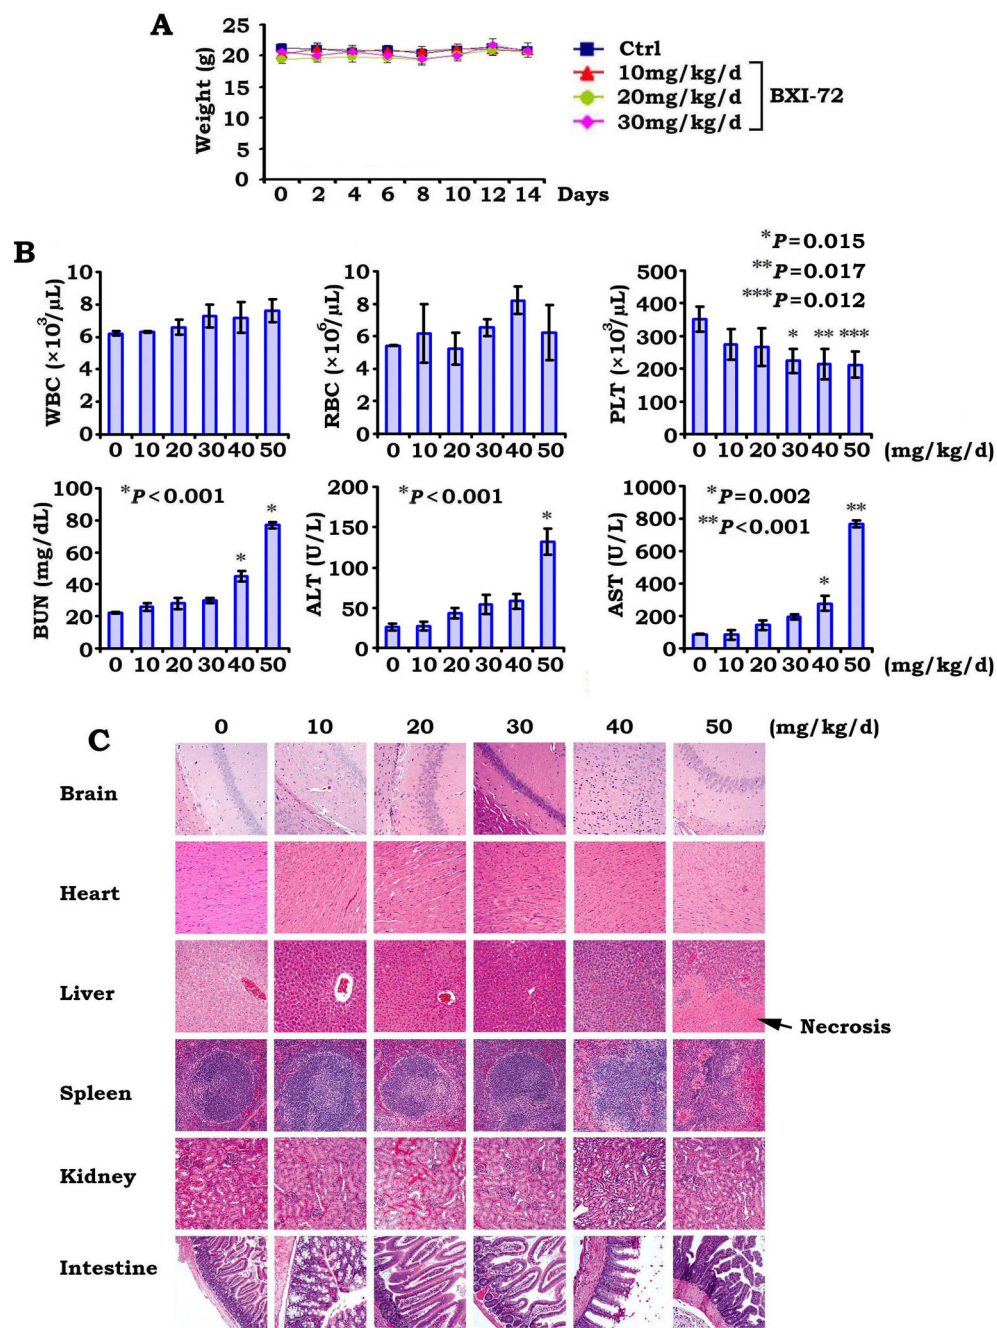 A
Weight (g)
25
20
15
10
5
0
0 2 4 6 8 10 12 14 Days
Ctrl
10mg/kg/d
20mg/kg/d
30mg/kg/d
BXI-72
B
*P=0.015
**P=0.017
***P=0.012
WBC (×10³/μL)
10
8
6
4
2
0
0 10 20 30 40 50
RBC (×10⁶/μL)
10
8
6
4
2
0
0 10 20 30 40 50
PLT (×10³/μL)
500
400
300
200
100
0
* ** ***
0 10 20 30 40 50 (mg/kg/d)
BUN (mg/dL)
100
80
60
40
20
0
*P<0.001
* *
0 10 20 30 40 50
ALT (U/L)
200
150
100
50
0
*P<0.001
*
0 10 20 30 40 50
AST (U/L)
1000
800
600
400
200
0
*P=0.002
**P<0.001
* **
0 10 20 30 40 50 (mg/kg/d)
C
0 10 20 30 40 50 (mg/kg/d)
Brain
Heart
Liver
Necrosis
Spleen
Kidney
Intestine